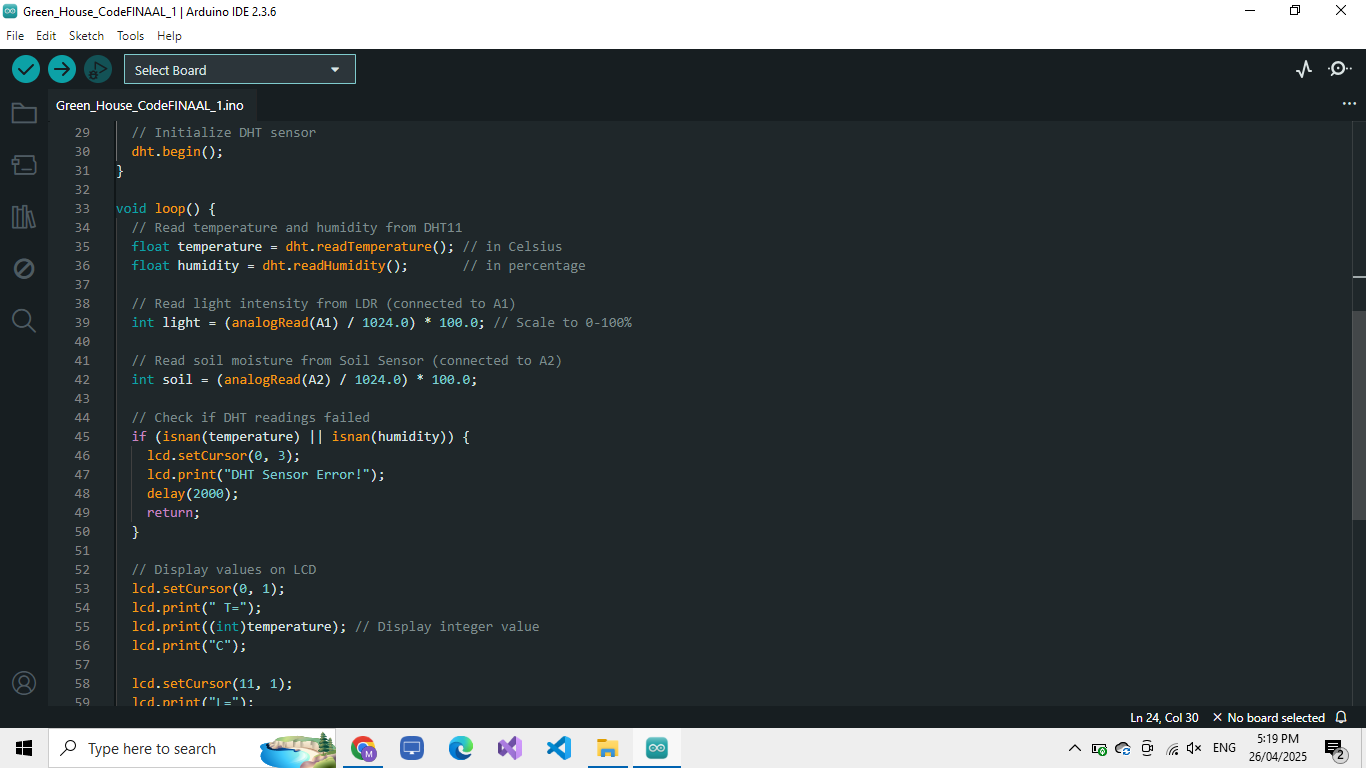 Green_House_CodeFINAAL_1 | Arduino IDE 2.3.6
File Edit Sketch Tools Help
Select Board
Green_House_CodeFINAAL_1.ino
29 // Initialize DHT sensor
30 dht.begin();
31 }
32
33 void loop() {
34 // Read temperature and humidity from DHT11
35 float temperature = dht.readTemperature(); // in Celsius
36 float humidity = dht.readHumidity();       // in percentage
37
38 // Read light intensity from LDR (connected to A1)
39 int light = (analogRead(A1) / 1024.0) * 100.0; // Scale to 0-100%
40
41 // Read soil moisture from Soil Sensor (connected to A2)
42 int soil = (analogRead(A2) / 1024.0) * 100.0;
43
44 // Check if DHT readings failed
45 if (isnan(temperature) || isnan(humidity)) {
46 lcd.setCursor(0, 3);
47 lcd.print("DHT Sensor Error!");
48 delay(2000);
49 return;
50 }
51
52 // Display values on LCD
53 lcd.setCursor(0, 1);
54 lcd.print(" T=");
55 lcd.print((int)temperature); // Display integer value
56 lcd.print("C");
57
58 lcd.setCursor(11, 1);
59 lcd.print("L=");
Ln 24, Col 30 × No board selected
Type here to search
M
ENG
5:19 PM
26/04/2025
2